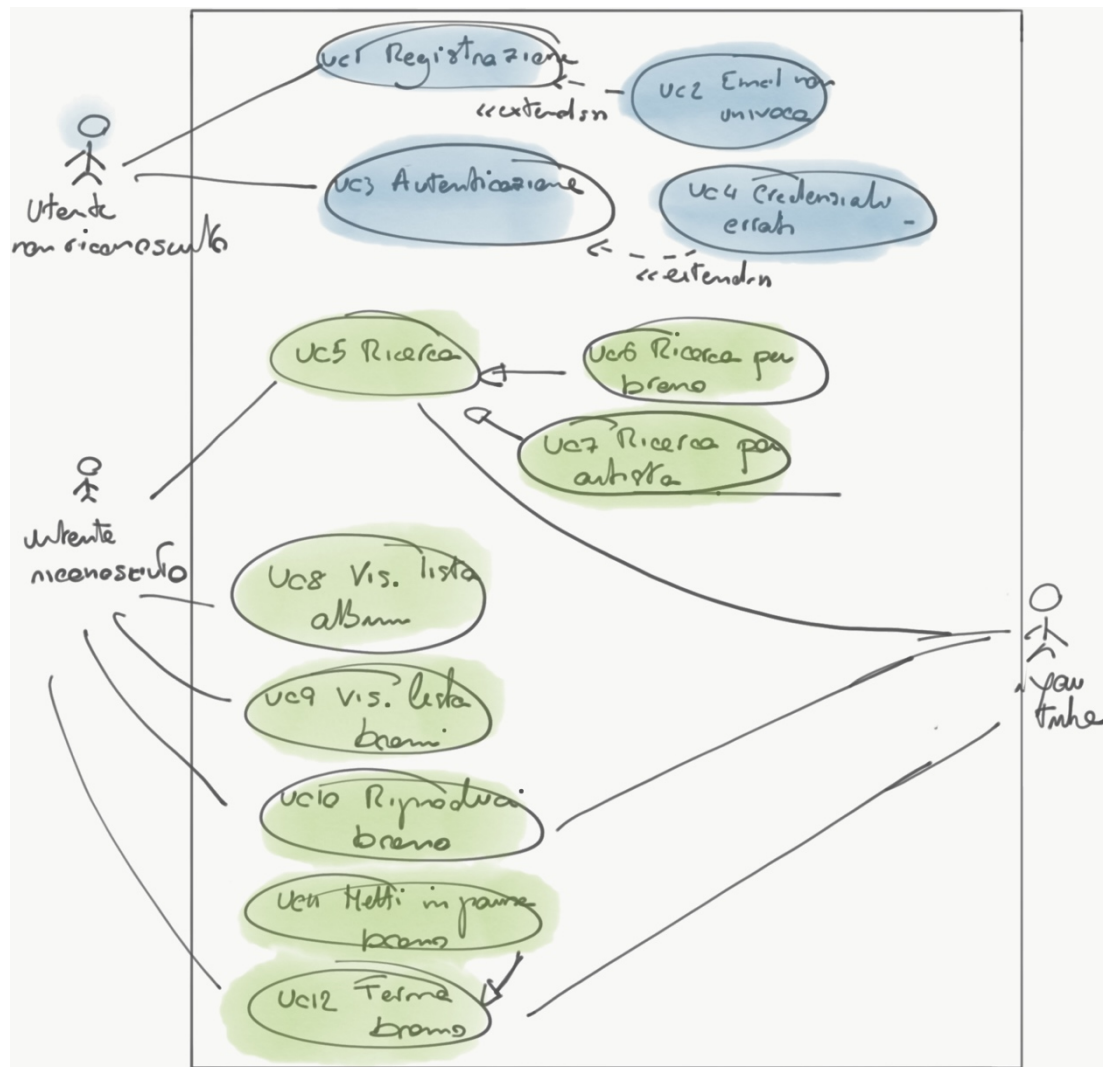 UC1 Registrazione
UC2 Email non
univoca
<<extends>>
UC3 Autenticazione
UC4 Credenziali
errate
<<extends>>
Utente
non riconosciuto
UC5 Ricerca
UC6 Ricerca per
brano
UC7 Ricerca per
artista
Utente
riconosciuto
UC8 Vis. lista
album
UC9 Vis. lista
brani
You
Tube
UC10 Riproduci
brano
UC11 Metti in pausa
brano
UC12 Ferma
brano